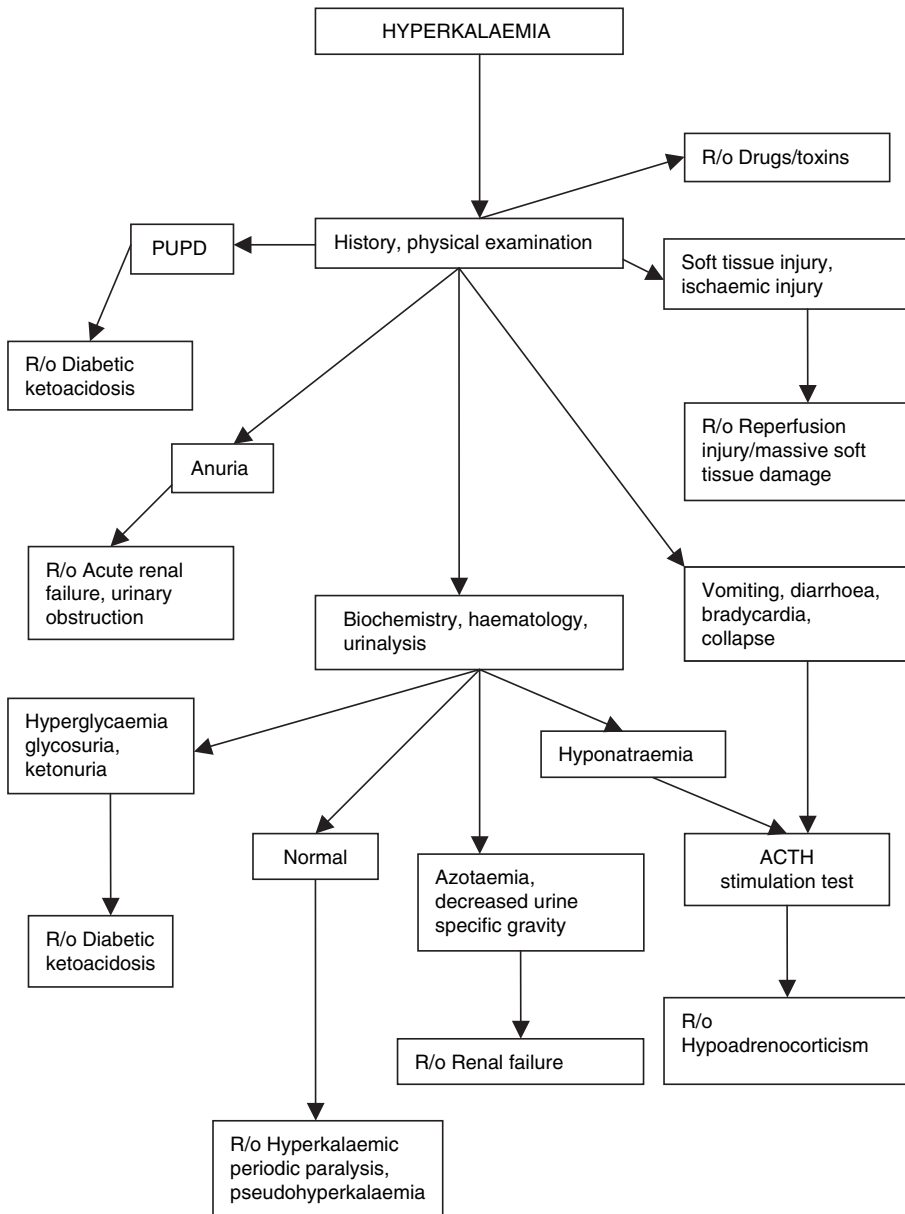 HYPERKALAEMIA
R/o Drugs/toxins
PUPD
History, physical examination
Soft tissue injury,
ischaemic injury
R/o Diabetic
ketoacidosis
R/o Reperfusion
injury/massive soft
tissue damage
Anuria
R/o Acute renal
failure, urinary
obstruction
Vomiting, diarrhoea,
bradycardia,
collapse
Biochemistry, haematology,
urinalysis
Hyperglycaemia
glycosuria,
ketonuria
Hyponatraemia
Normal
Azotaemia,
decreased urine
specific gravity
ACTH
stimulation test
R/o Diabetic
ketoacidosis
R/o Renal failure
R/o
Hypoadrenocorticism
R/o Hyperkalaemic
periodic paralysis,
pseudohyperkalaemia